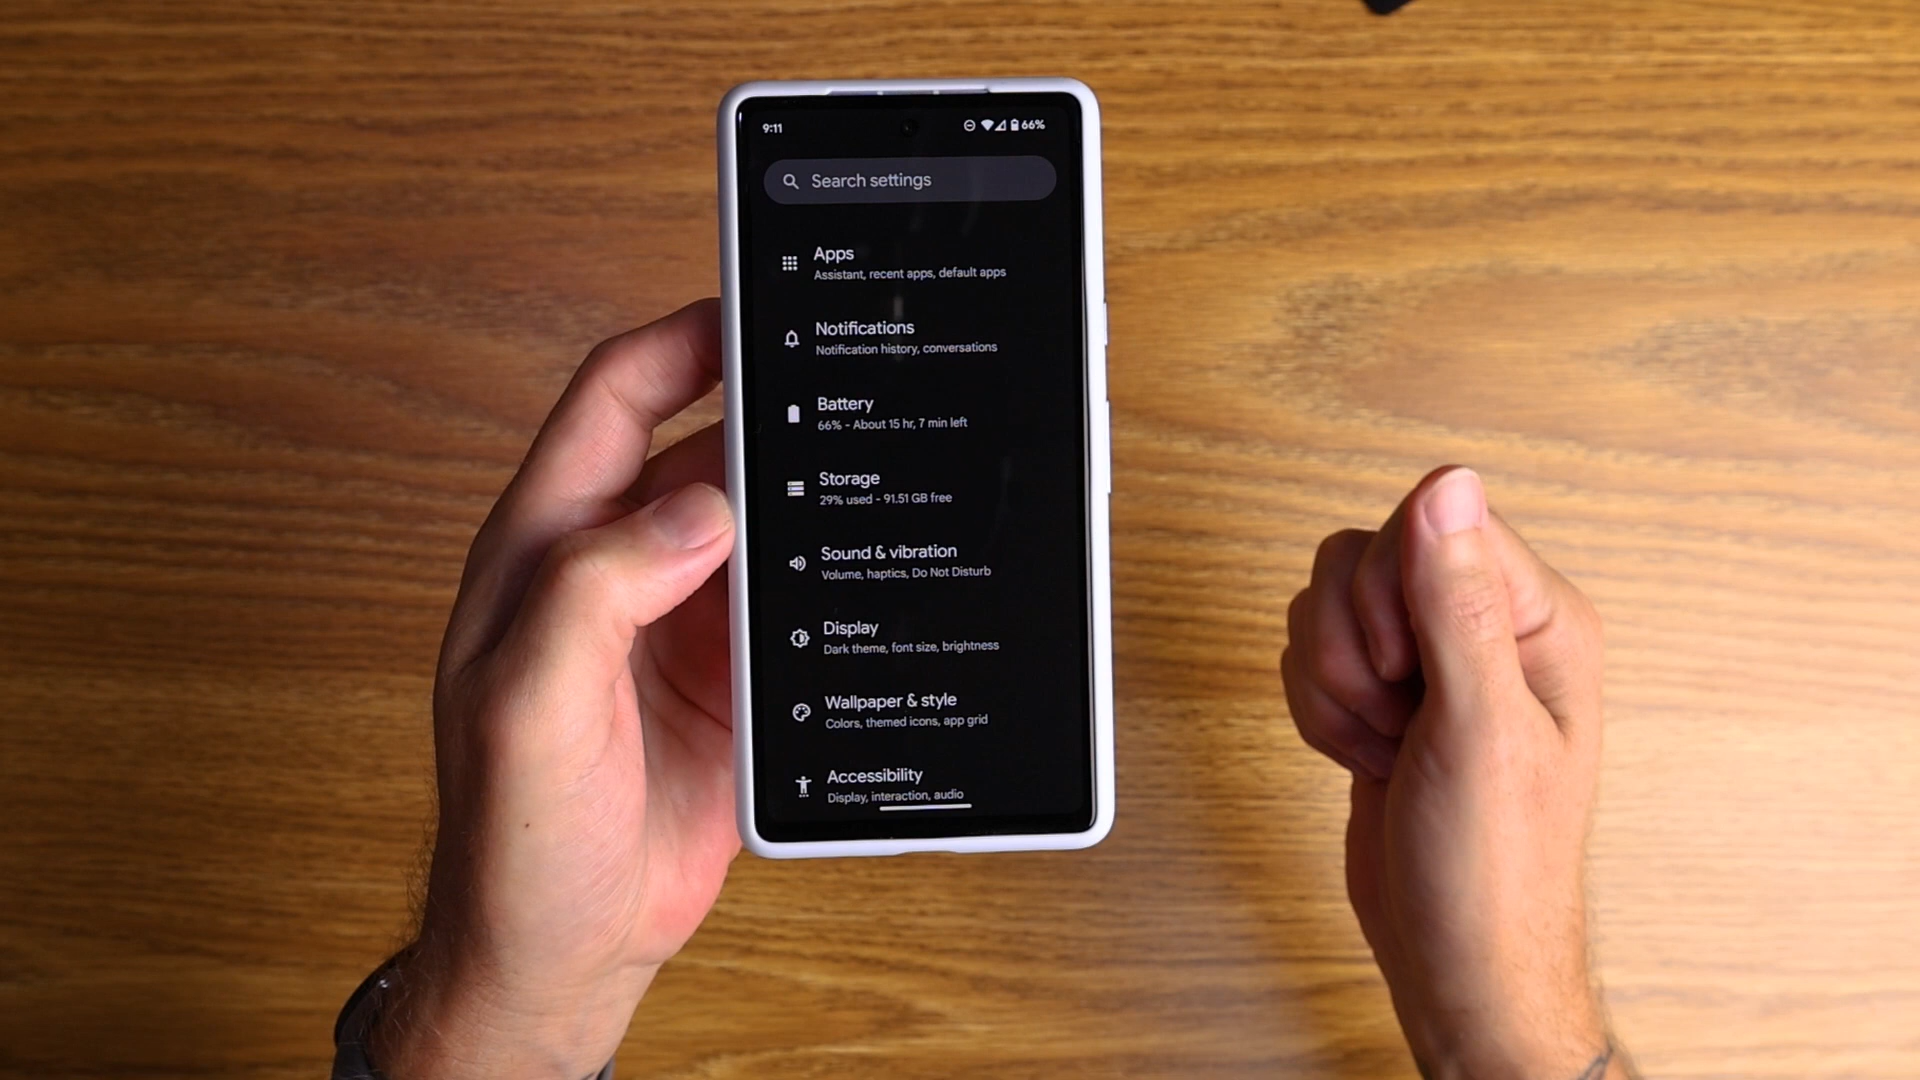 9:11
66%
Search settings
Apps
Assistant, recent apps, default apps
Notifications
Notification history, conversations
Battery
66% - About 15 hr, 7 min left
Storage
29% used - 91.51 GB free
Sound & vibration
Volume, haptics, Do Not Disturb
Display
Dark theme, font size, brightness
Wallpaper & style
Colors, themed icons, app grid
Accessibility
Display, interaction, audio